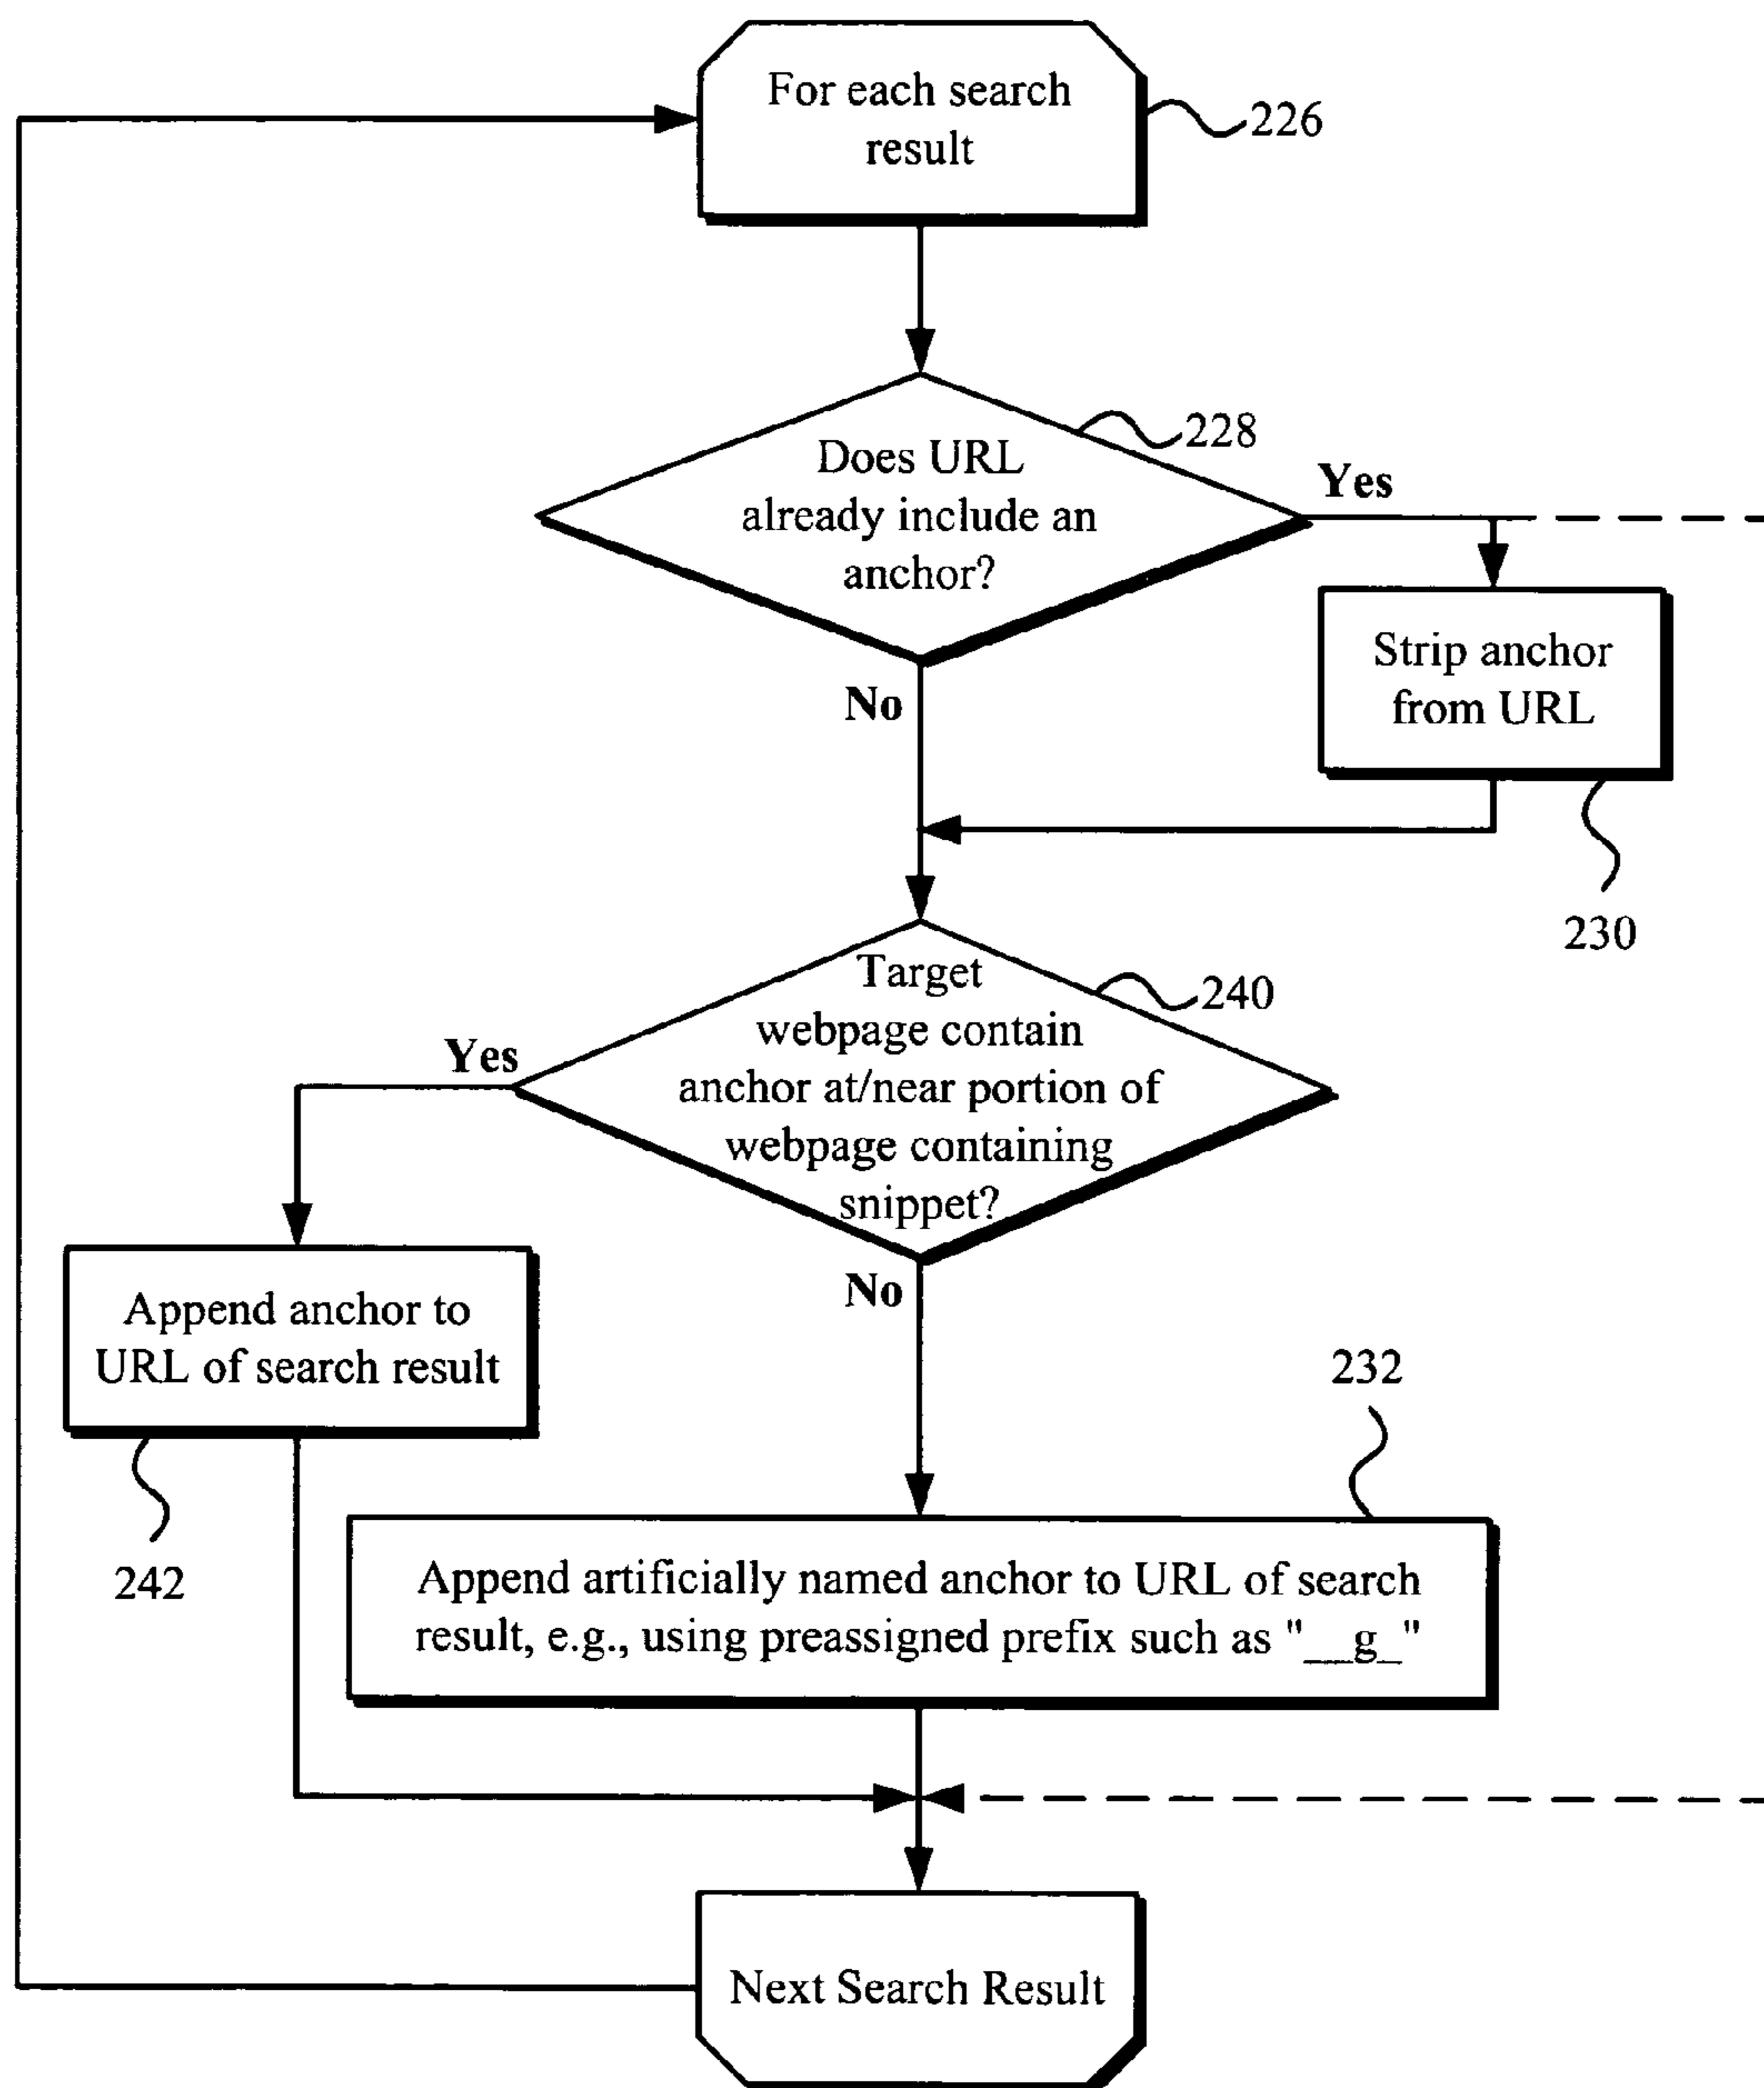 For each search
result
226
Does URL
already include an
anchor?
228
Yes
No
Strip anchor
from URL
230
Target
webpage contain
anchor at/near portion of
webpage containing
snippet?
240
Yes
No
Append anchor to
URL of search result
242
232
Append artificially named anchor to URL of search
result, e.g., using preassigned prefix such as "__g_"
Next Search Result